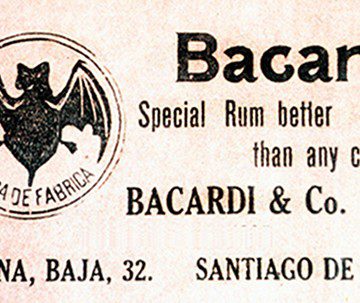 Bacar
Special Rum better
than any c
BACARDI & Co.
A DE FABRICA
NA, BAJA, 32. SANTIAGO DE